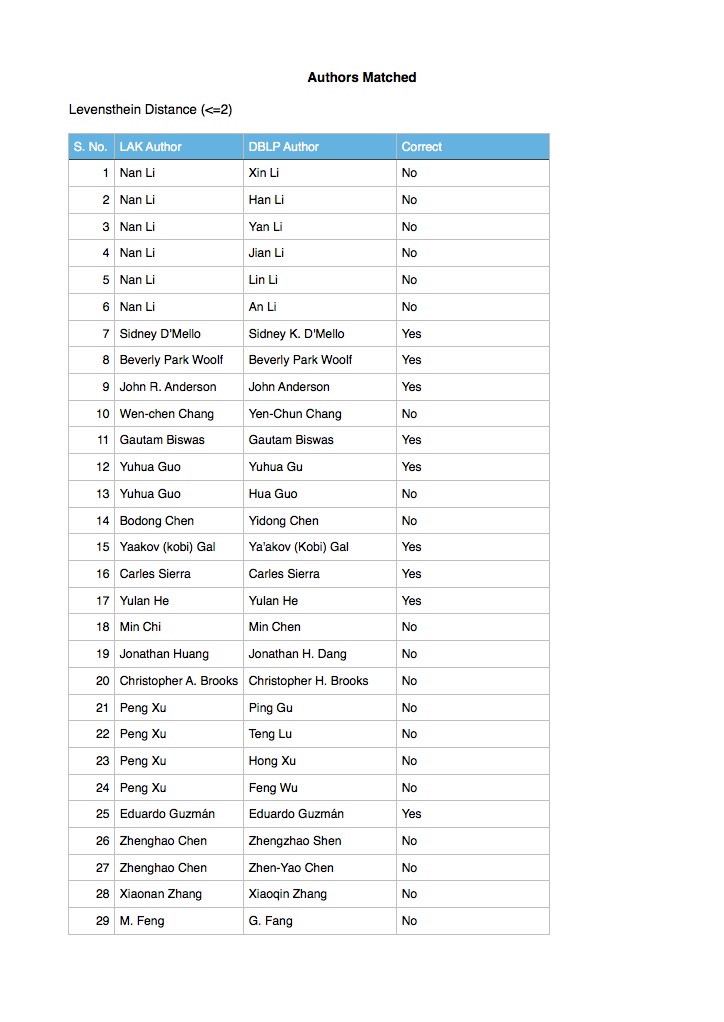 Authors Matched
Levensthein Distance (<=2)
S. No. LAK Author DBLP Author Correct
1 Nan Li Xin Li No
2 Nan Li Han Li No
3 Nan Li Yan Li No
4 Nan Li Jian Li No
5 Nan Li Lin Li No
6 Nan Li An Li No
7 Sidney D'Mello Sidney K. D'Mello Yes
8 Beverly Park Woolf Beverly Park Woolf Yes
9 John R. Anderson John Anderson Yes
10 Wen-chen Chang Yen-Chun Chang No
11 Gautam Biswas Gautam Biswas Yes
12 Yuhua Guo Yuhua Gu Yes
13 Yuhua Guo Hua Guo No
14 Bodong Chen Yidong Chen No
15 Yaakov (kobi) Gal Ya'akov (Kobi) Gal Yes
16 Carles Sierra Carles Sierra Yes
17 Yulan He Yulan He Yes
18 Min Chi Min Chen No
19 Jonathan Huang Jonathan H. Dang No
20 Christopher A. Brooks Christopher H. Brooks No
21 Peng Xu Ping Gu No
22 Peng Xu Teng Lu No
23 Peng Xu Hong Xu No
24 Peng Xu Feng Wu No
25 Eduardo Guzmán Eduardo Guzmán Yes
26 Zhenghao Chen Zhengzhao Shen No
27 Zhenghao Chen Zhen-Yao Chen No
28 Xiaonan Zhang Xiaoqin Zhang No
29 M. Feng G. Fang No